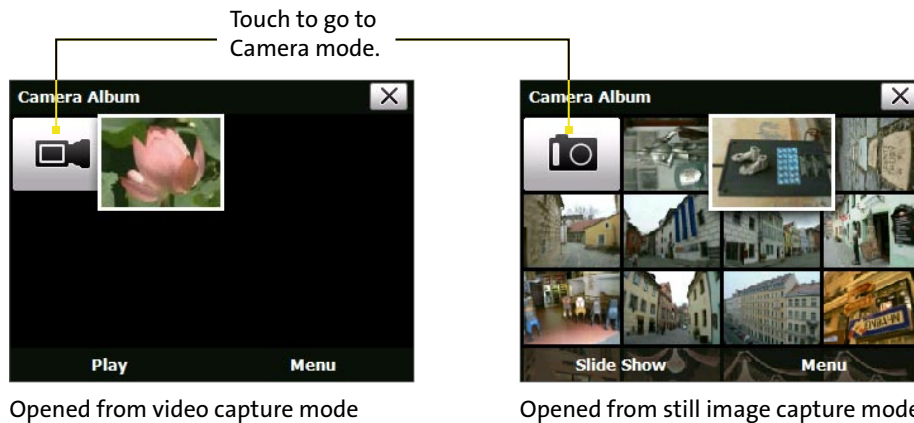 Touch to go to
Camera mode.
Camera Album
Play Menu
Opened from video capture mode
Camera Album
Slide Show Menu
Opened from still image capture mode